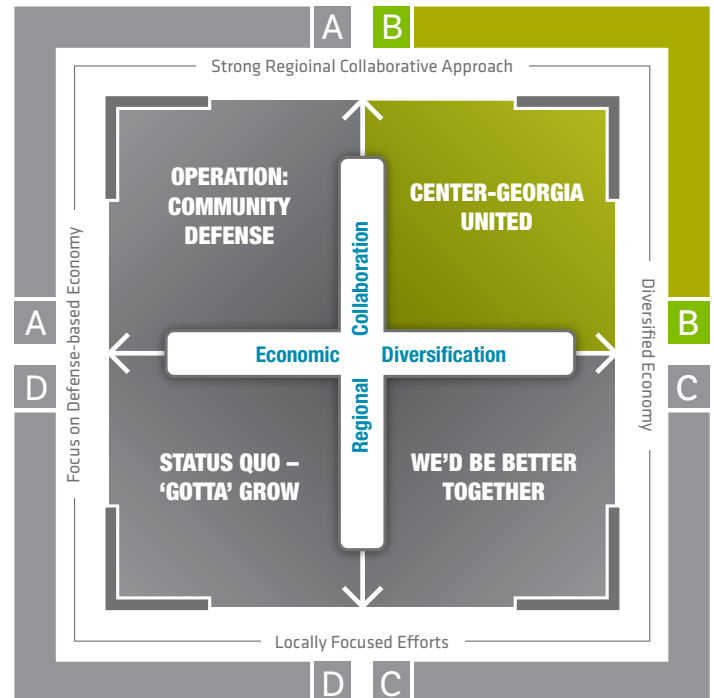 A
B
Strong Regioinal Collaborative Approach
OPERATION:
COMMUNITY
DEFENSE
CENTER-GEORGIA
UNITED
Focus on Defense-based Economy
Regional Collaboration
Diversified Economy
A
B
Economic Diversification
D
C
STATUS QUO –
‘GOTTA’ GROW
WE’D BE BETTER
TOGETHER
Locally Focused Efforts
D
C